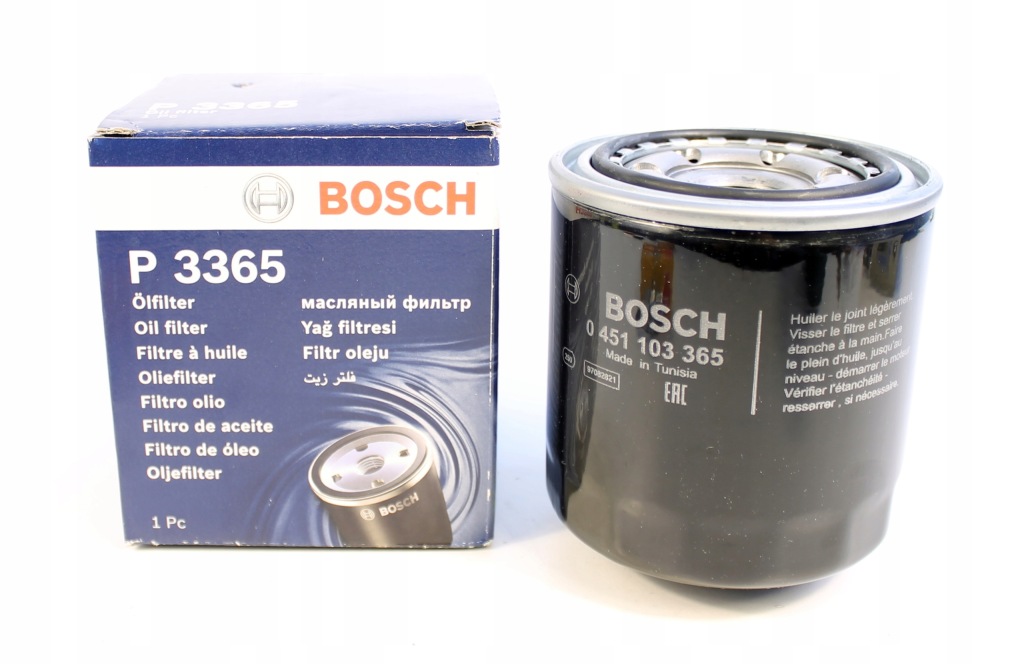 P 3365
Oil Filter
BOSCH
P 3365
Ölfilter
Oil filter
Filtre à huile
Oliefilter
Filtro olio
Filtro de aceite
Filtro de óleo
Oljefilter
масляный фильтр
Yağ filtresi
Filtr oleju
فلتر زيت
1 Pc
BOSCH
BOSCH
0 451 103 365
Made in Tunisia
97082821
EAC
Huiler le joint légèrement.
Visser le filtre et serrer
étanche à la main.Faire
le plein d'huile, jusqu'au
niveau - démarrer le moteur
Vérifier l'étanchéité -
resserrer , si nécessaire.